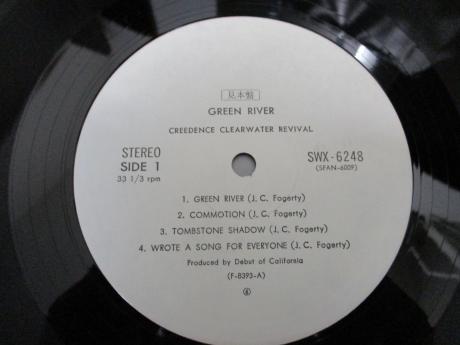 見本盤
GREEN RIVER
CREEDENCE CLEARWATER REVIVAL
STEREO SWX-6248
SIDE 1 (SFAN-6009)
33 1/3 rpm
1. GREEN RIVER (J. C. Fogerty)
2. COMMOTION (J. C. Fogerty)
3. TOMBSTONE SHADOW (J. C. Fogerty)
4. WROTE A SONG FOR EVERYONE (J. C. Fogerty)
Produced by Debut of California
(F-8393-A)